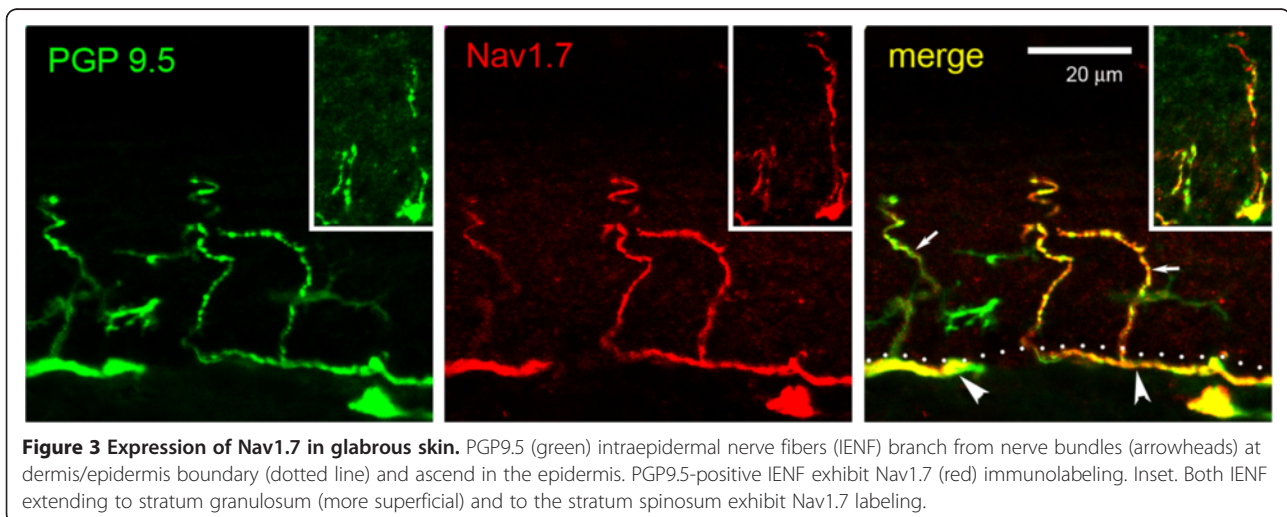 PGP 9.5
Nav1.7
merge
20 µm
Figure 3 Expression of Nav1.7 in glabrous skin. PGP9.5 (green) intraepidermal nerve fibers (IENF) branch from nerve bundles (arrowheads) at
dermis/epidermis boundary (dotted line) and ascend in the epidermis. PGP9.5-positive IENF exhibit Nav1.7 (red) immunolabeling. Inset. Both IENF
extending to stratum granulosum (more superficial) and to the stratum spinosum exhibit Nav1.7 labeling.